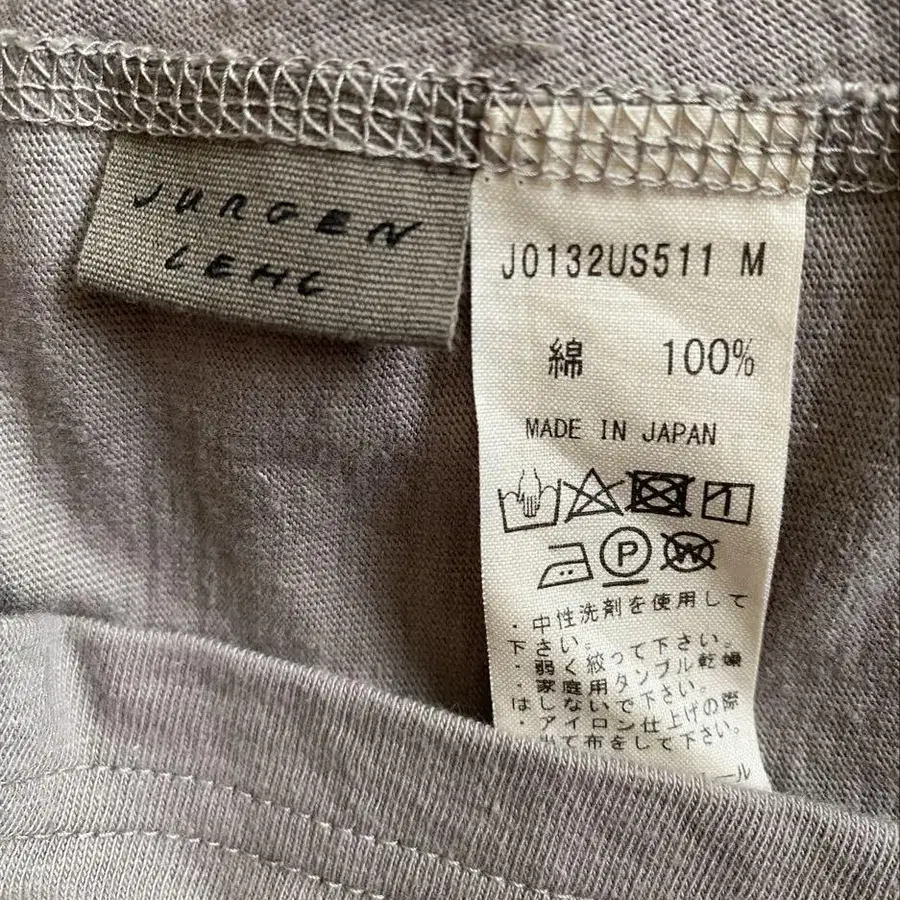 JURGEN
LEHL
J0132US511 M
綿 100%
MADE IN JAPAN
P
W
・中性洗剤を使用して
下さい。
・弱く絞って下さい。
・家庭用タンブル乾燥
はしないで下さい。
・アイロン仕上げの際
当て布をして下さい。
ール